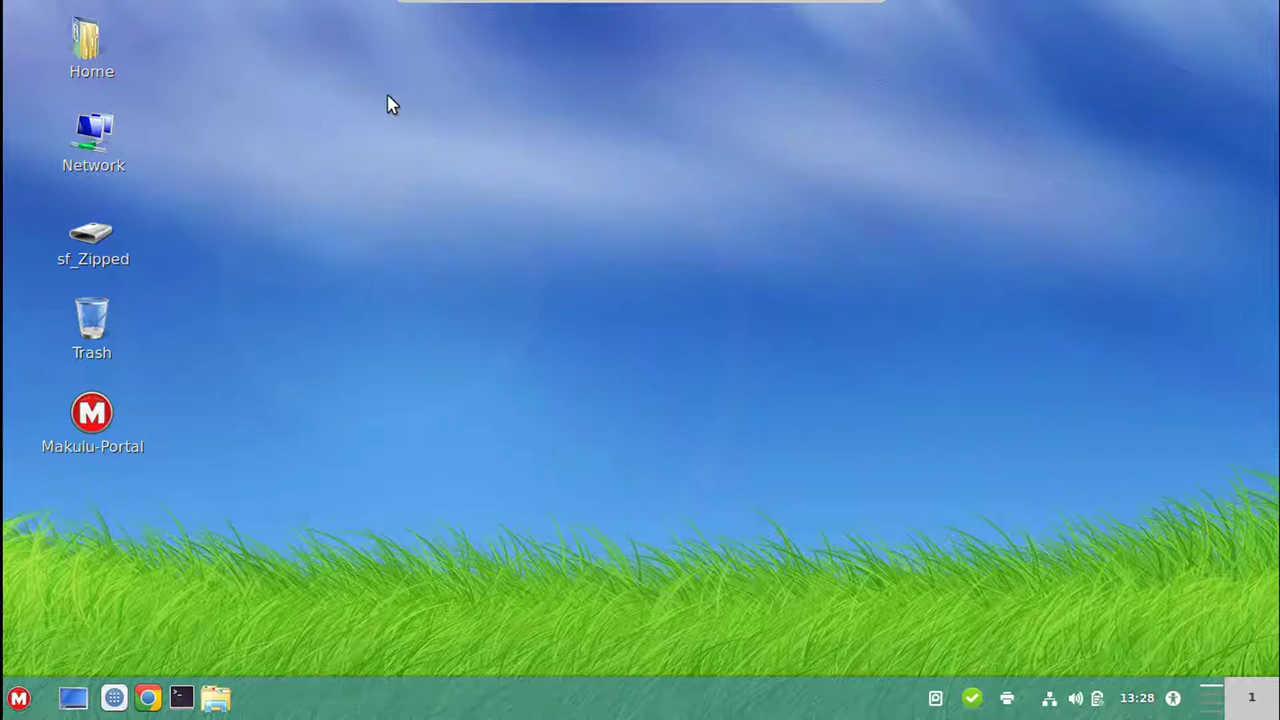 Home
Network
sf_Zipped
Trash
M
Makulu-Portal
M
>_
13:28
1